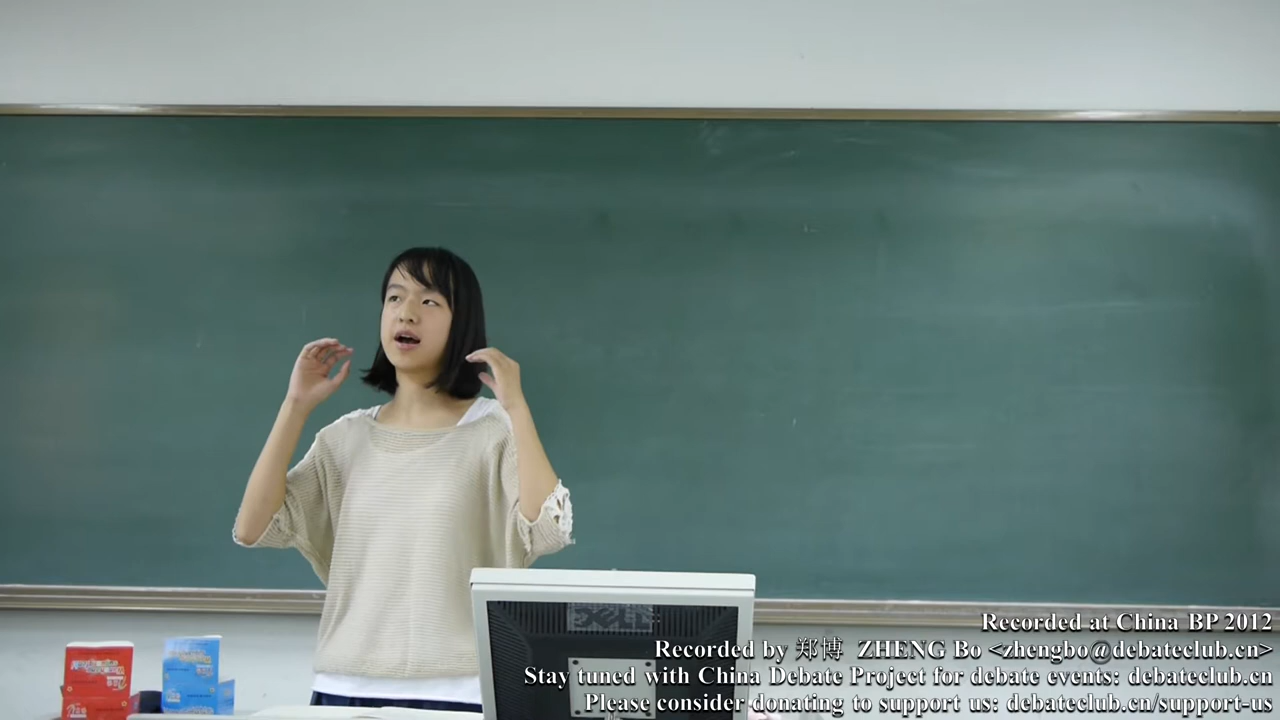 Recorded at China BP 2012
Recorded by 郑博 ZHENG Bo <zhengbo@debateclub.cn>
Stay tuned with China Debate Project for debate events: debateclub.cn
Please consider donating to support us: debateclub.cn/support-us